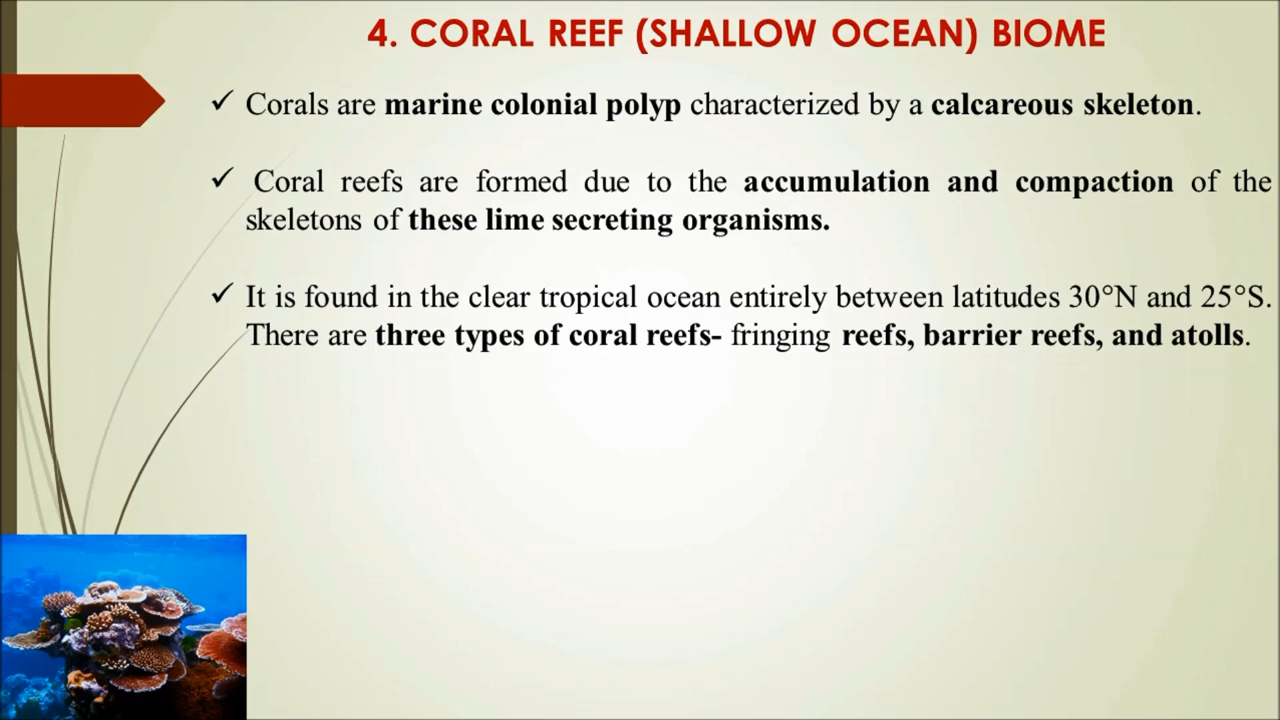 4. CORAL REEF (SHALLOW OCEAN) BIOME
✓ Corals are marine colonial polyp characterized by a calcareous skeleton.
✓ Coral reefs are formed due to the accumulation and compaction of the
skeletons of these lime secreting organisms.
✓ It is found in the clear tropical ocean entirely between latitudes 30°N and 25°S.
There are three types of coral reefs- fringing reefs, barrier reefs, and atolls.